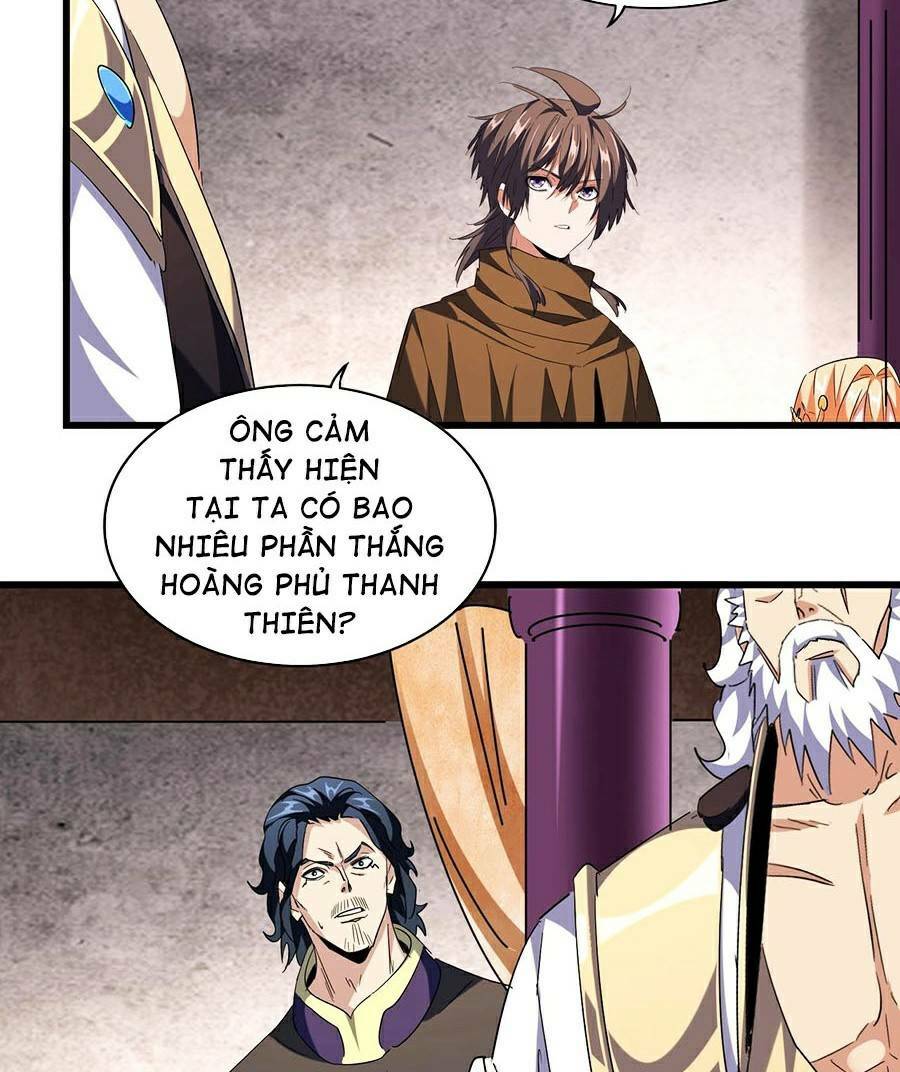 ÔNG CẢM
THẤY HIỆN
TẠI TA CÓ BAO
NHIÊU PHẦN THẮNG
HOÀNG PHỦ THANH
THIÊN?